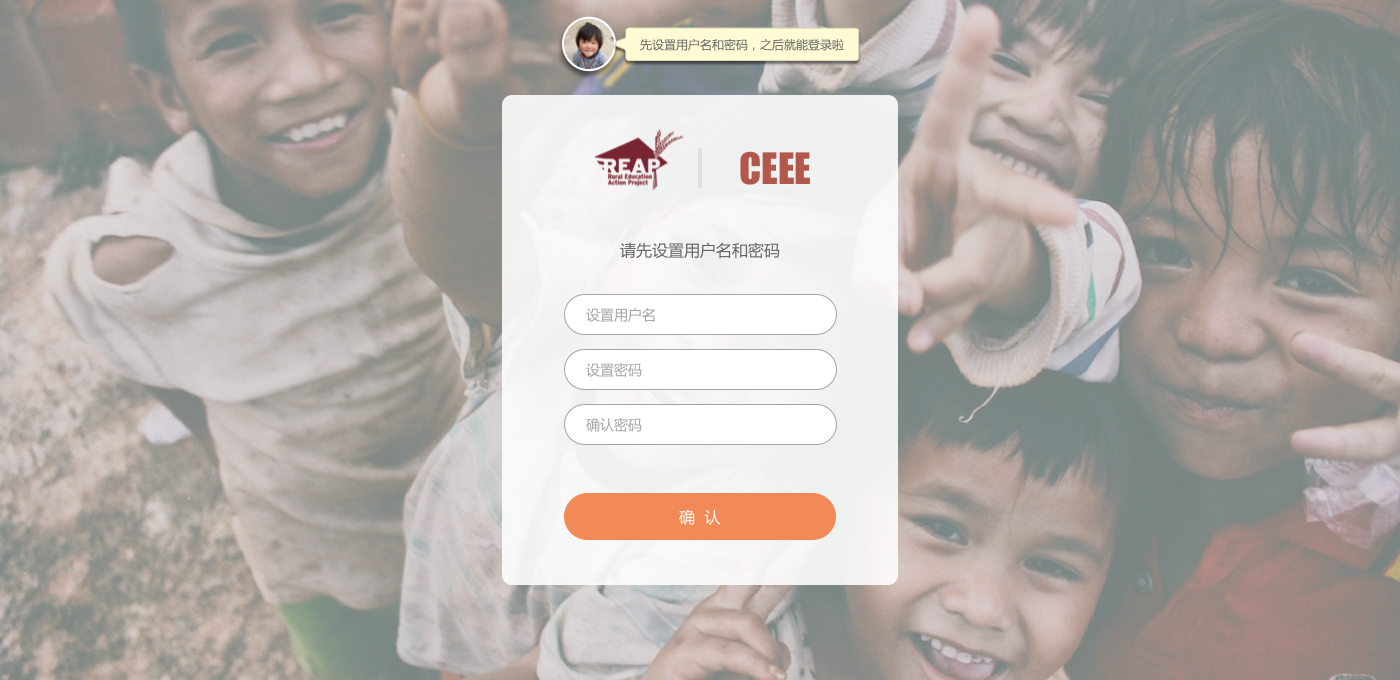 先设置用户名和密码，之后就能登录啦
REAP
Rural Education
Action Project
CEEE
请先设置用户名和密码
设置用户名
设置密码
确认密码
确 认